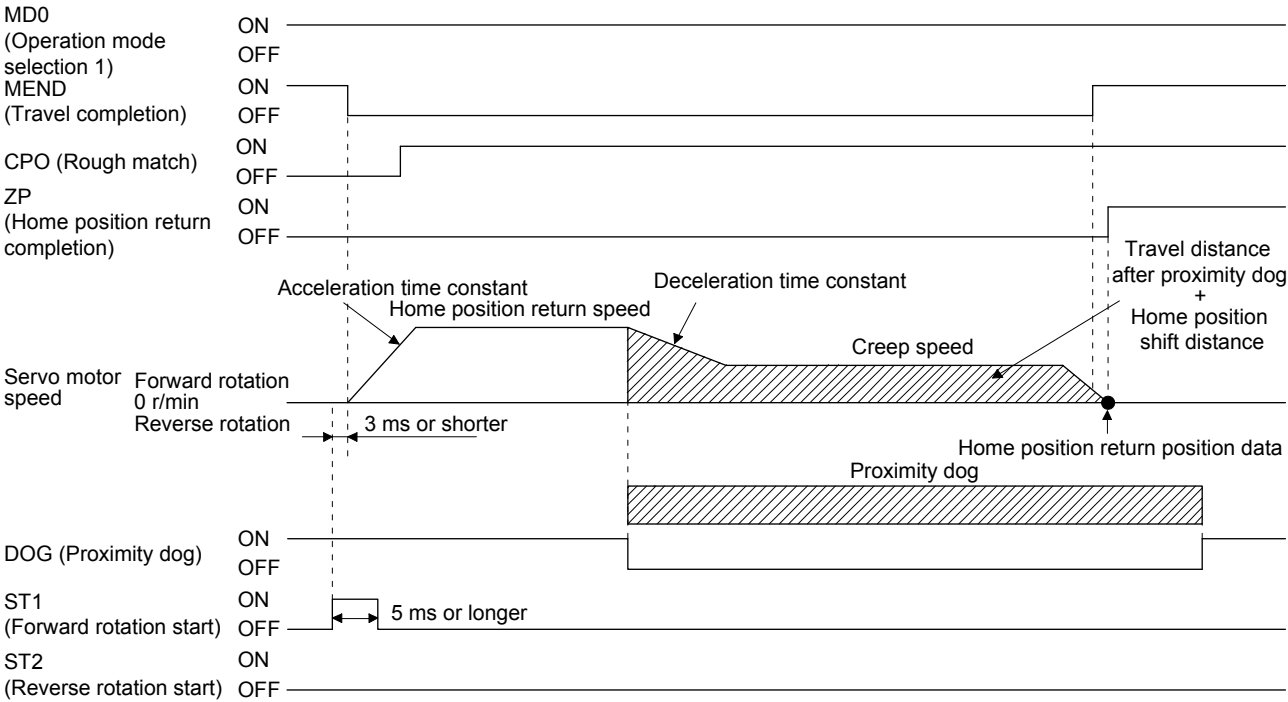 MD0
(Operation mode
selection 1)
ON
OFF
MEND
(Travel completion)
ON
OFF
CPO (Rough match)
ON
OFF
ZP
(Home position return
completion)
ON
OFF
Travel distance
after proximity dog
+
Home position
shift distance
Acceleration time constant
Home position return speed
Deceleration time constant
Creep speed
Servo motor
speed
Forward rotation
0 r/min
Reverse rotation
3 ms or shorter
Home position return position data
Proximity dog
DOG (Proximity dog)
ON
OFF
ST1
(Forward rotation start)
ON
OFF
5 ms or longer
ST2
(Reverse rotation start)
ON
OFF